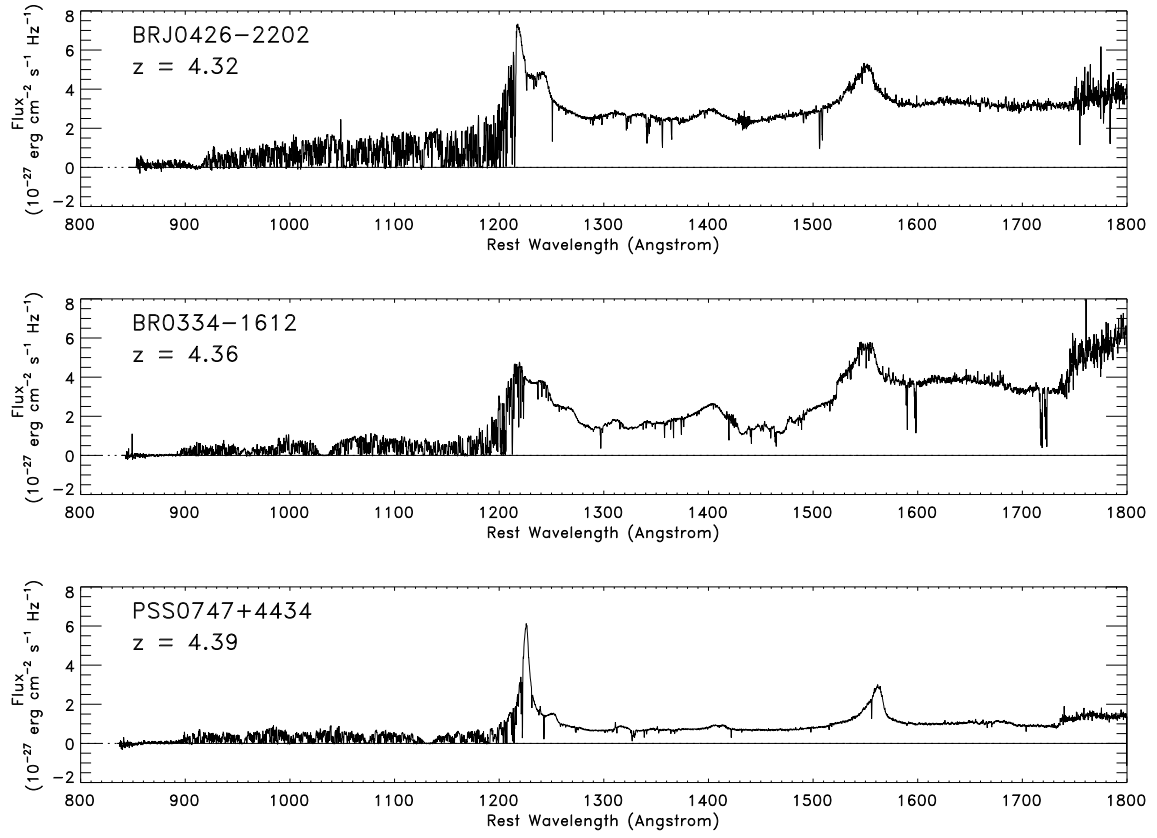 BRJ0426−2202
z = 4.32
Flux
(10⁻²⁷ erg cm⁻² s⁻¹ Hz⁻¹)
8
6
4
2
0
−2
800 900 1000 1100 1200 1300 1400 1500 1600 1700 1800
Rest Wavelength (Angstrom)
BR0334−1612
z = 4.36
Flux
(10⁻²⁷ erg cm⁻² s⁻¹ Hz⁻¹)
8
6
4
2
0
−2
800 900 1000 1100 1200 1300 1400 1500 1600 1700 1800
Rest Wavelength (Angstrom)
PSS0747+4434
z = 4.39
Flux
(10⁻²⁷ erg cm⁻² s⁻¹ Hz⁻¹)
8
6
4
2
0
−2
800 900 1000 1100 1200 1300 1400 1500 1600 1700 1800
Rest Wavelength (Angstrom)